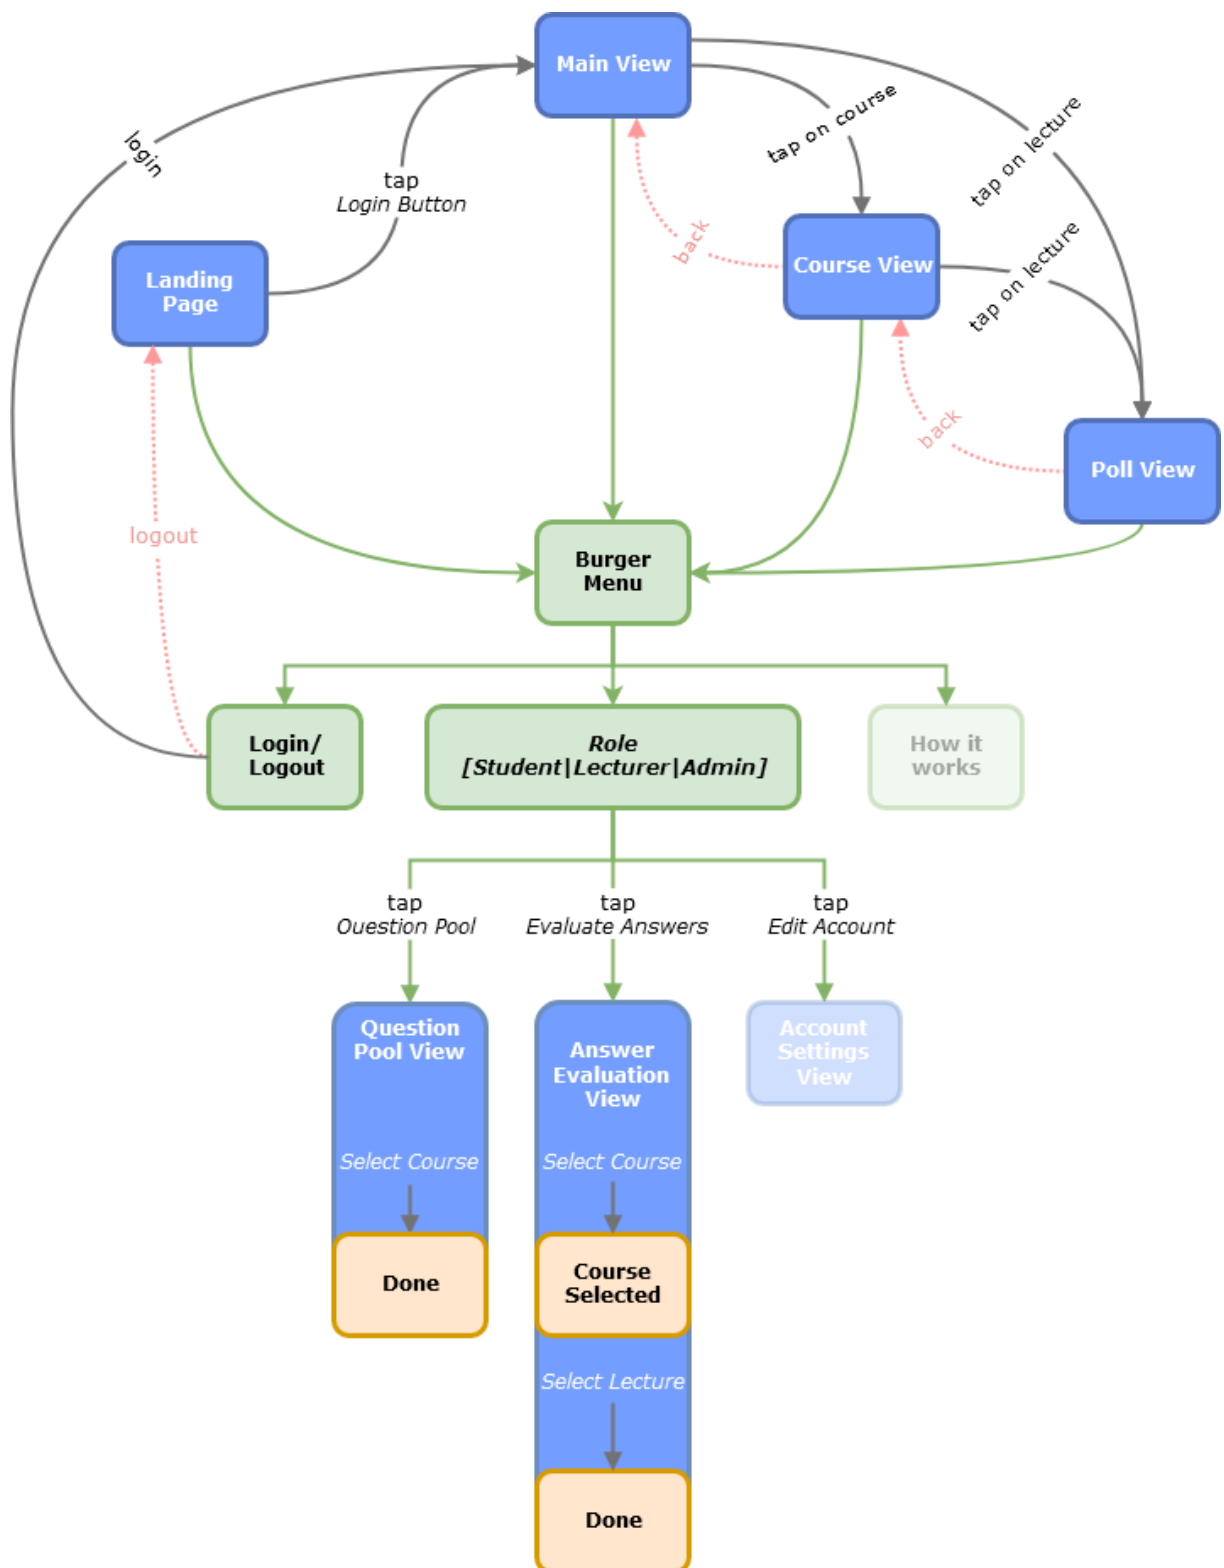 Main View
tap on course
tap on lecture
login
tap
Login Button
back
Course View
tap on lecture
Landing
Page
back
Poll View
logout
Burger
Menu
Login/
Logout
Role
[Student|Lecturer|Admin]
How it
works
tap
Question Pool
tap
Evaluate Answers
tap
Edit Account
Question
Pool View
Answer
Evaluation
View
Account
Settings
View
Select Course
Select Course
Done
Course
Selected
Select Lecture
Done